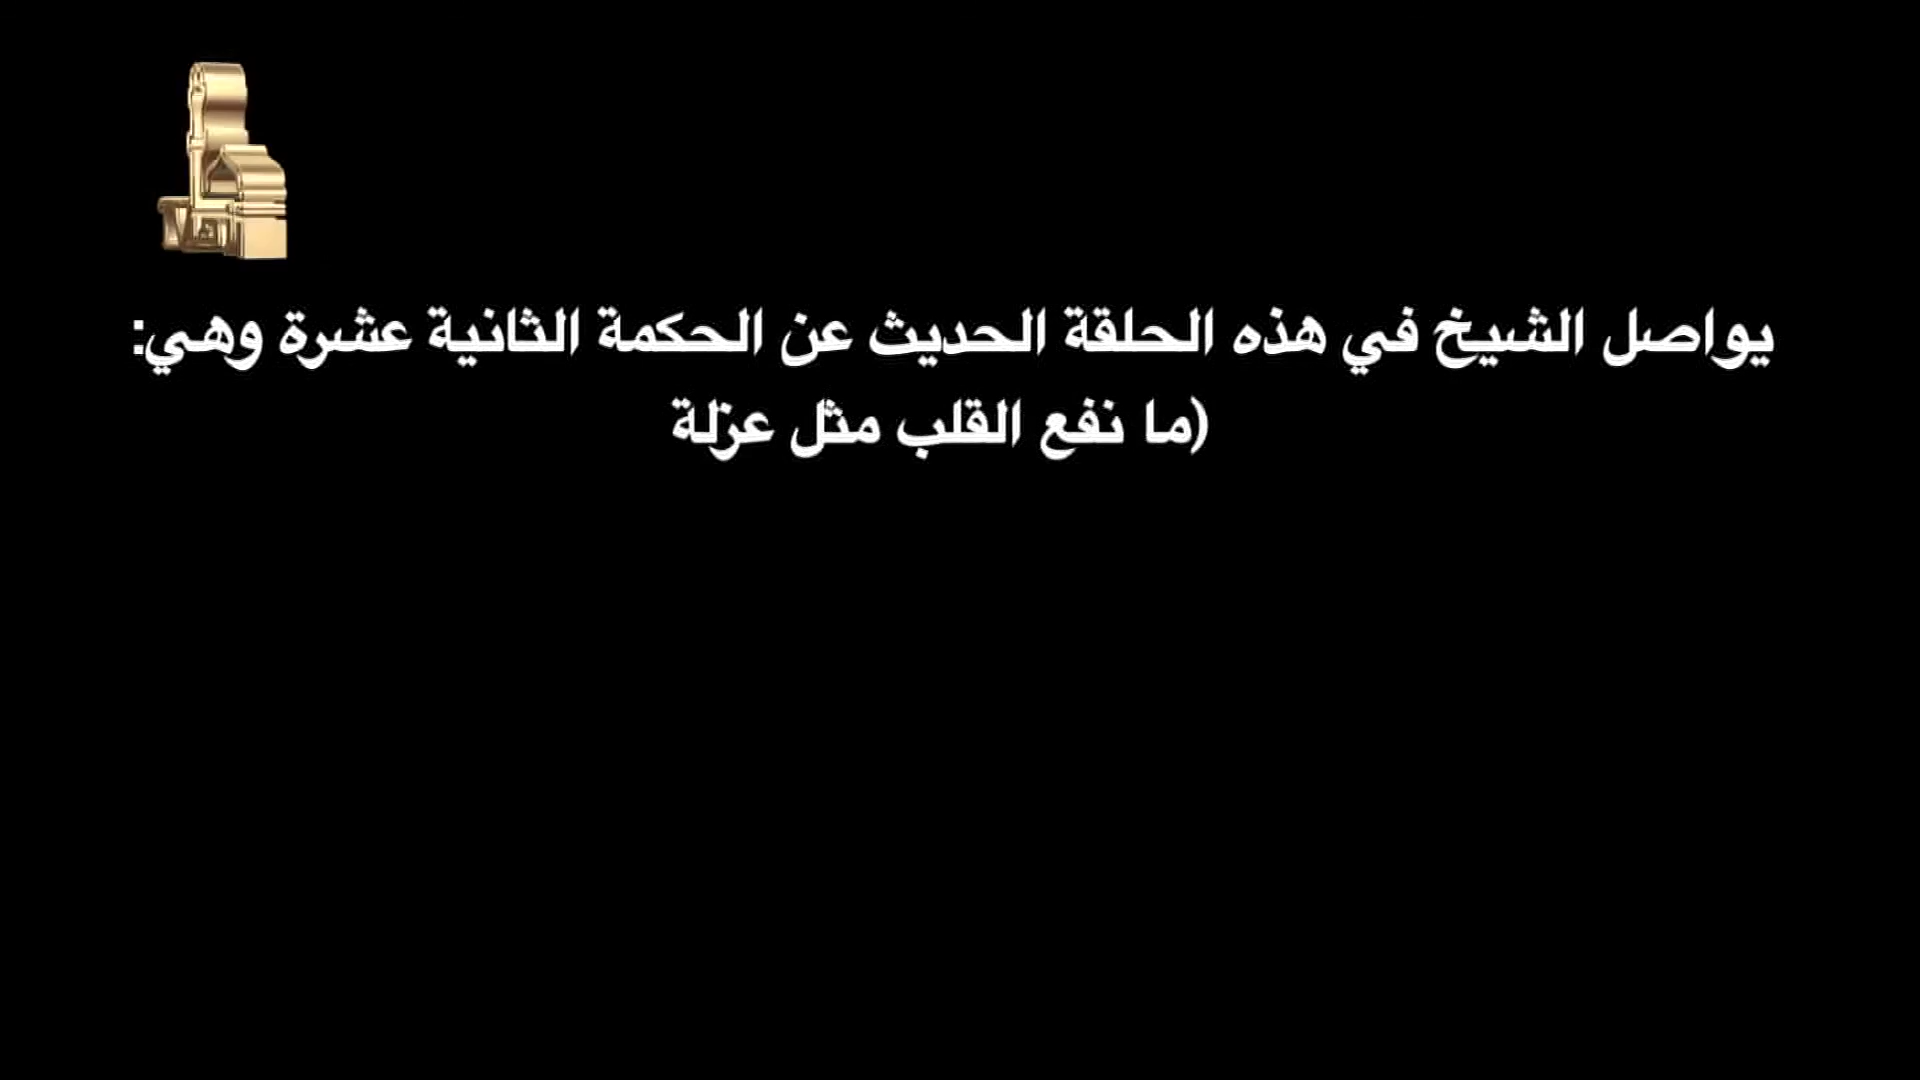 يواصل الشيخ في هذه الحلقة الحديث عن الحكمة الثانية عشرة وهي:
(ما نفع القلب مثل عزلة